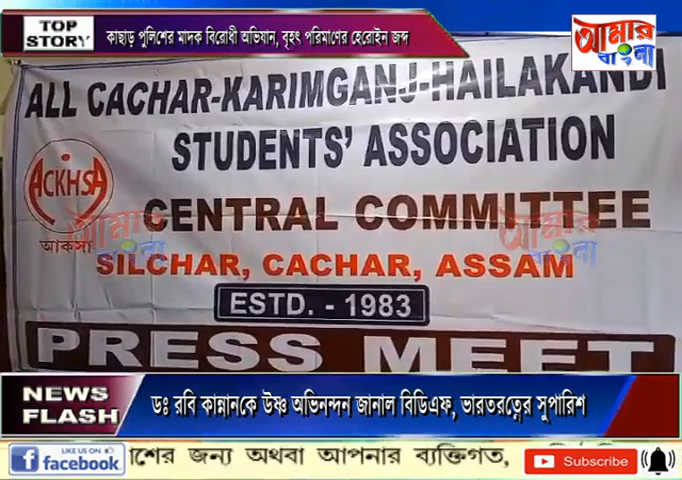 TOP STORY
কাছাড় পুলিশের মাদক বিরোধী অভিযান, বৃহৎ পরিমাণের হেরোইন জব্দ
আমার বাংলা
ALL CACHAR-KARIMGANJ-HAILAKANDI
STUDENTS' ASSOCIATION
ACKHSA
আকসা
CENTRAL COMMITTEE
আমার বাংলা
আমার বাংলা
SILCHAR, CACHAR, ASSAM
ESTD. - 1983
PRESS MEET
NEWS FLASH
ডঃ রবি কান্নানকে উষ্ণ অভিনন্দন জানাল বিডিএফ, ভারতরত্নের সুপারিশ
LIKE US ON
facebook
শের জন্য অথবা আপনার ব্যক্তিগত,
Subscribe